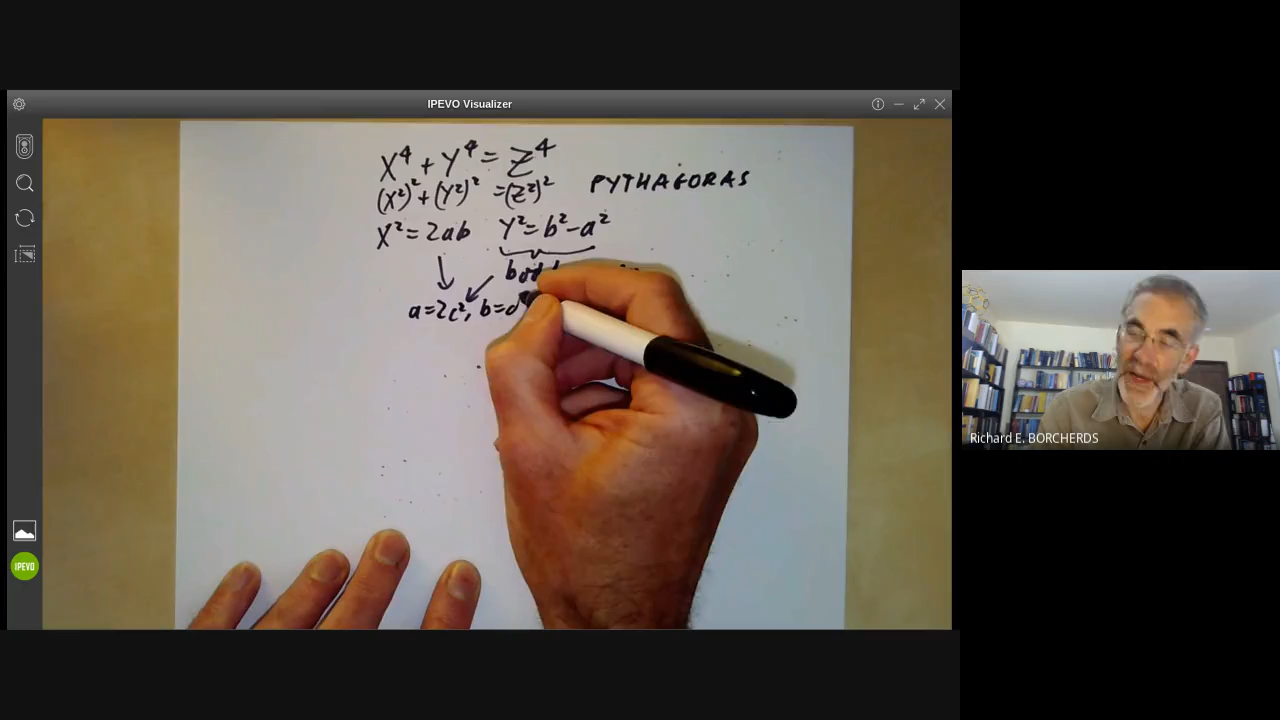 IPEVO Visualizer
X⁴ + Y⁴ = Z⁴
(X²)² + (Y²)² = (Z²)² PYTHAGORAS
X² = 2ab Y² = b² - a²
b odd
a = 2c², b = d
IPEVO
Richard E. BORCHERDS